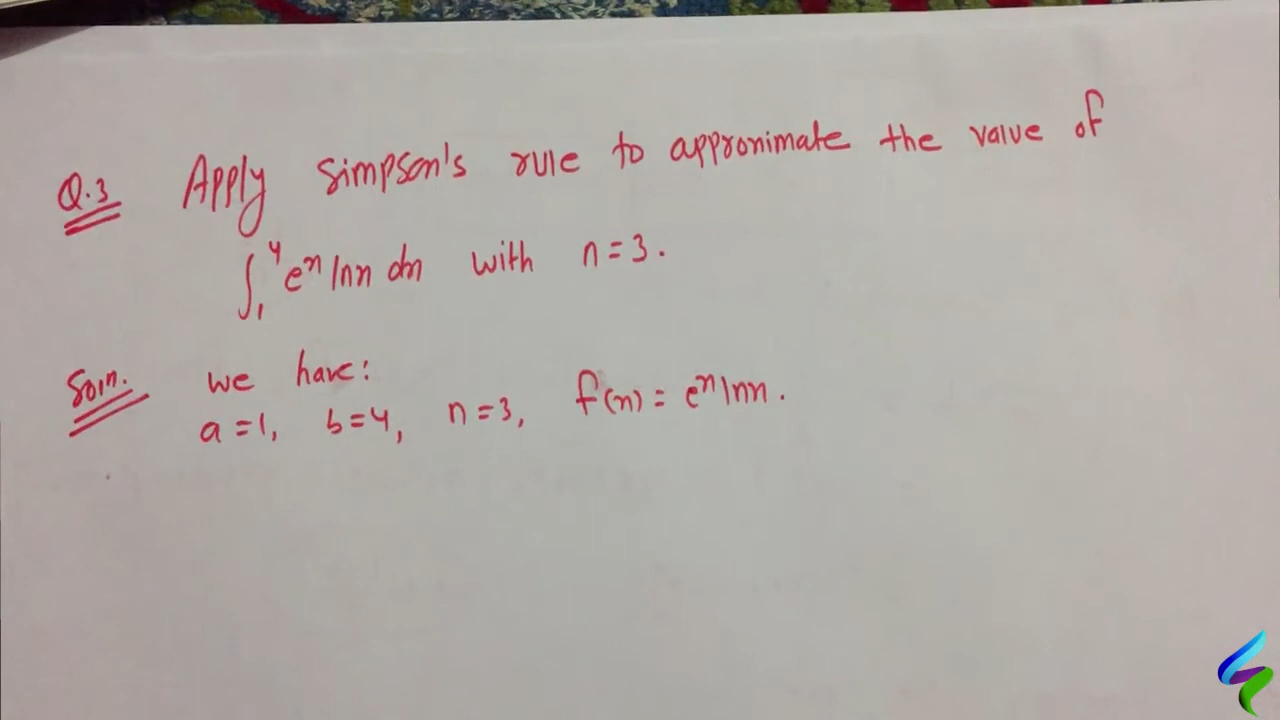 Q.3 Apply Simpson's rule to approximate the value of
∫₁⁴ eˣ lnx dx with n=3.
Soln. we have:
a=1, b=4, n=3, f(x) = eˣ lnx.